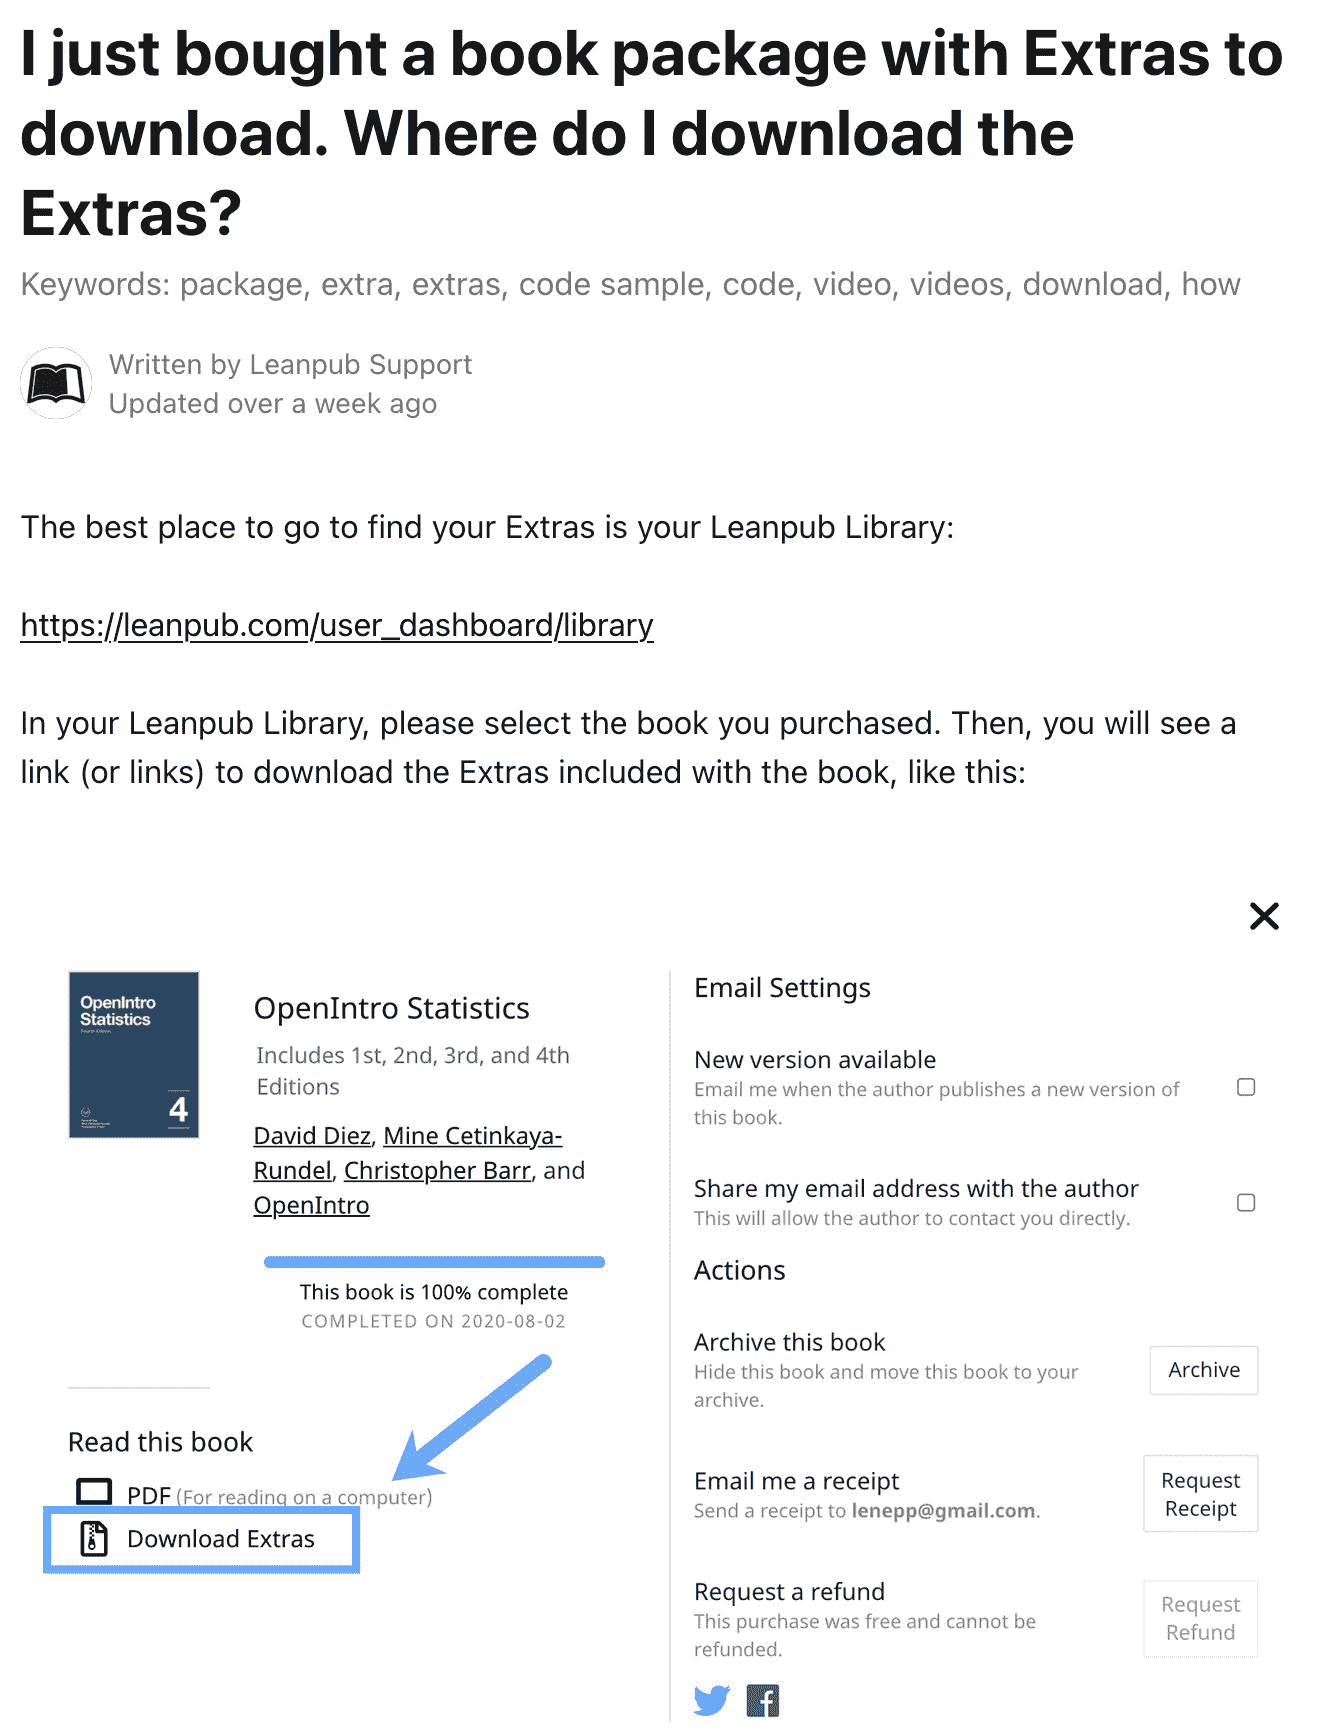 I just bought a book package with Extras to
download. Where do I download the
Extras?
Keywords: package, extra, extras, code sample, code, video, videos, download, how
Written by Leanpub Support
Updated over a week ago
The best place to go to find your Extras is your Leanpub Library:
https://leanpub.com/user_dashboard/library
In your Leanpub Library, please select the book you purchased. Then, you will see a
link (or links) to download the Extras included with the book, like this:
OpenIntro
Statistics
4
OpenIntro Statistics
Includes 1st, 2nd, 3rd, and 4th
Editions
David Diez, Mine Cetinkaya-
Rundel, Christopher Barr, and
OpenIntro
This book is 100% complete
COMPLETED ON 2020-08-02
Read this book
PDF (For reading on a computer)
Download Extras
Email Settings
New version available
Email me when the author publishes a new version of
this book.
Share my email address with the author
This will allow the author to contact you directly.
Actions
Archive this book
Hide this book and move this book to your
archive.
Archive
Email me a receipt
Send a receipt to lenepp@gmail.com.
Request
Receipt
Request a refund
This purchase was free and cannot be
refunded.
Request
Refund